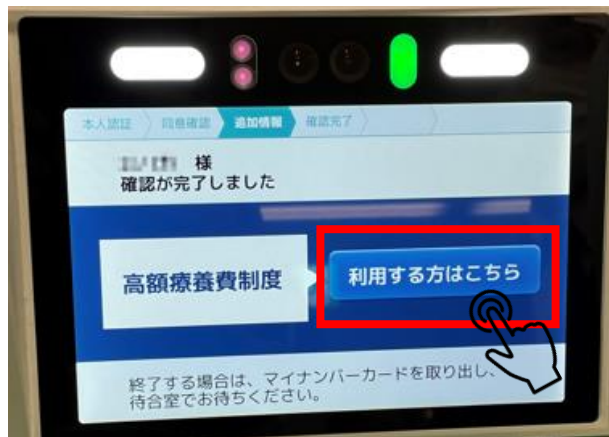 本人認証 同意確認 追加情報 確認完了
様
確認が完了しました
高額療養費制度
利用する方はこちら
終了する場合は、マイナンバーカードを取り出し、
待合室でお待ちください。